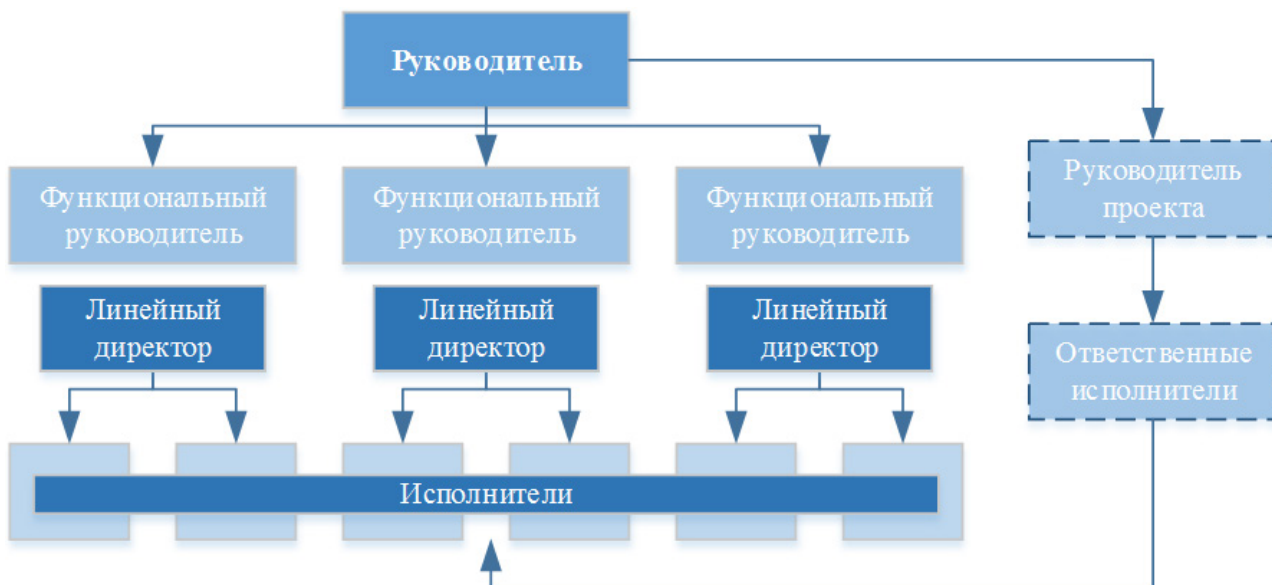 Руководитель
Функциональный
руководитель
Функциональный
руководитель
Функциональный
руководитель
Руководитель
проекта
Линейный
директор
Линейный
директор
Линейный
директор
Ответственные
исполнители
Исполнители